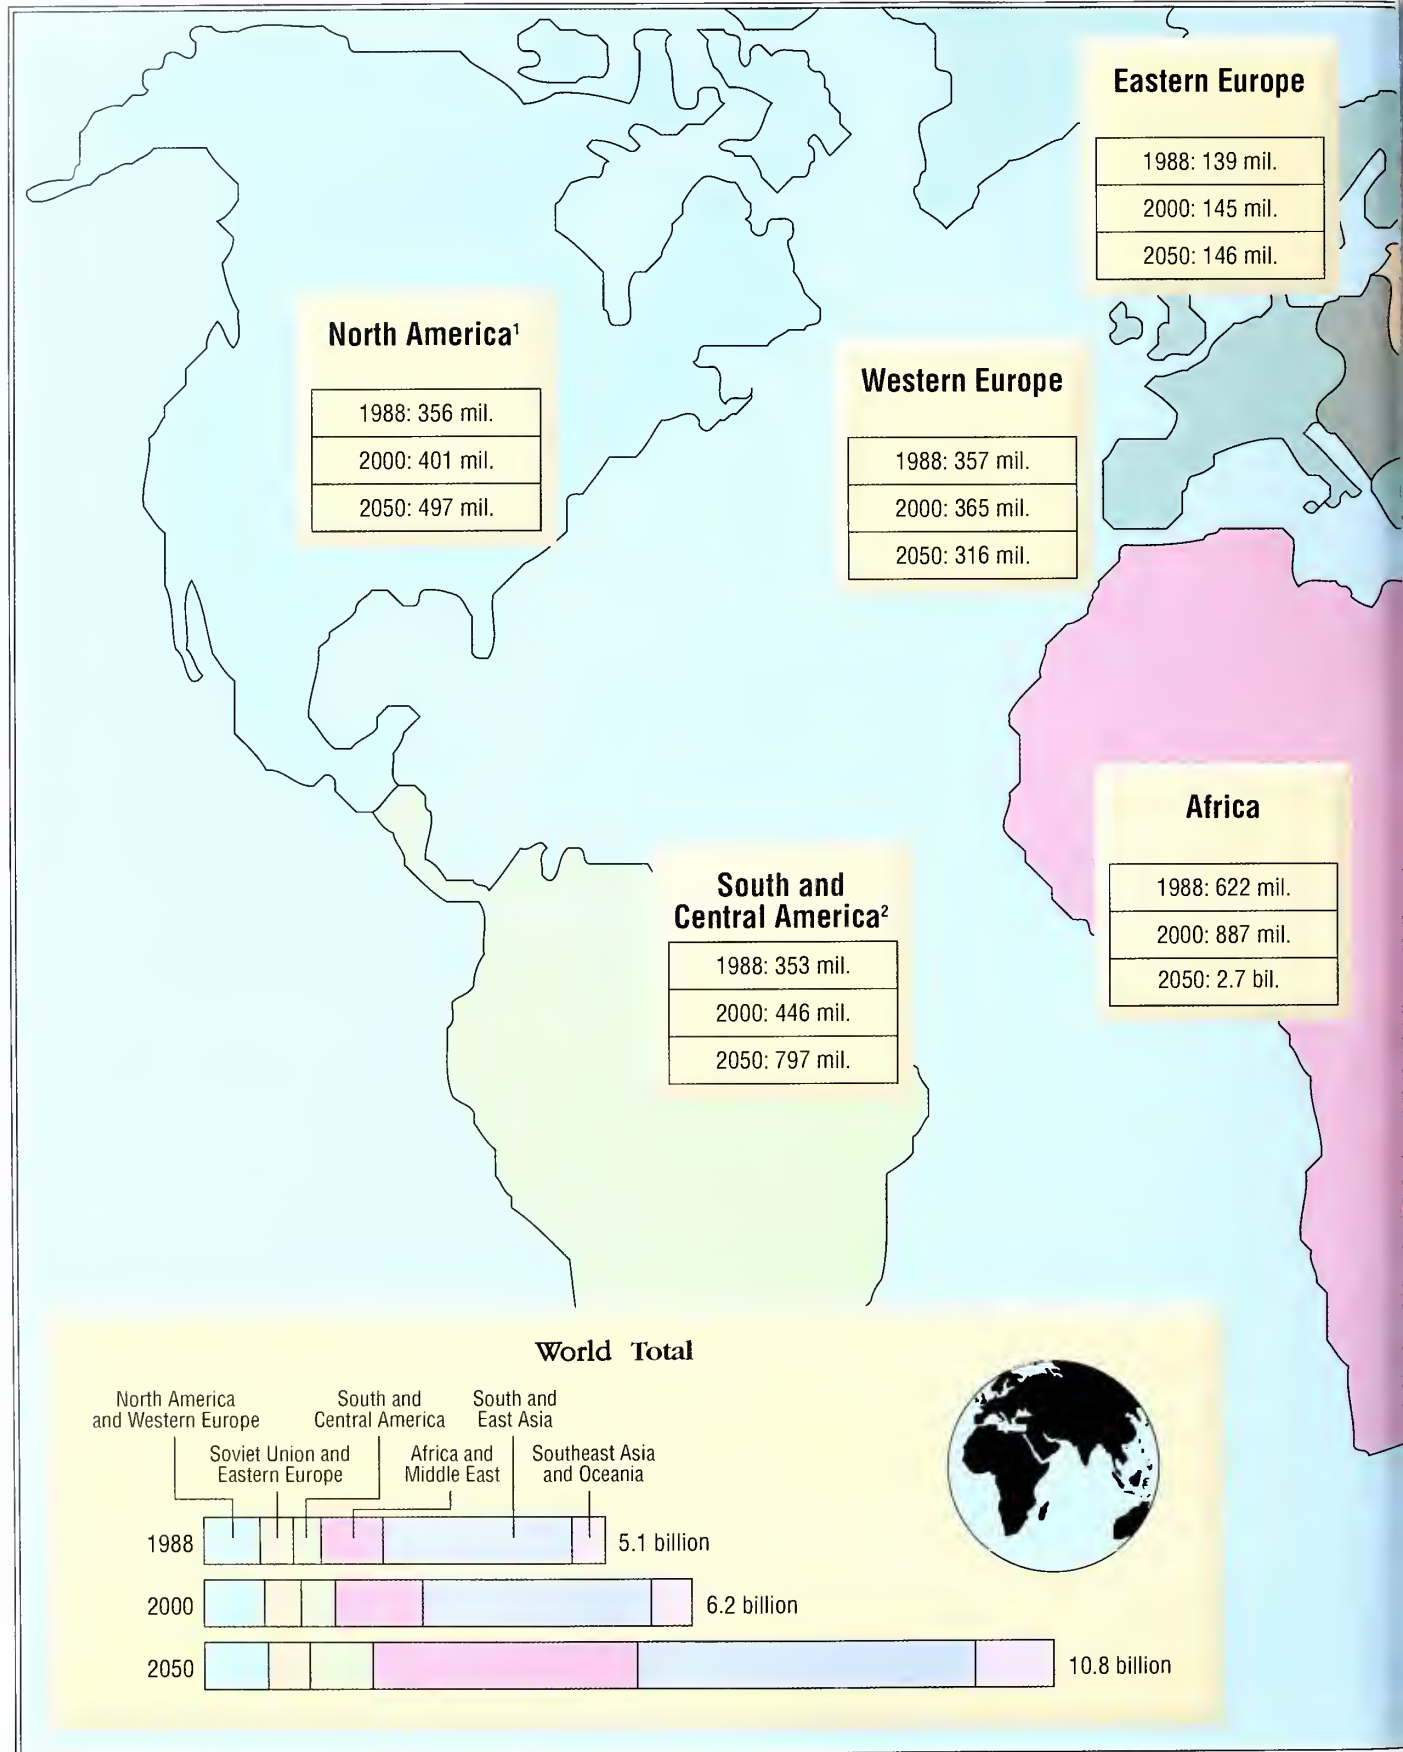 Eastern Europe
1988: 139 mil.
2000: 145 mil.
2050: 146 mil.
North America¹
1988: 356 mil.
2000: 401 mil.
2050: 497 mil.
Western Europe
1988: 357 mil.
2000: 365 mil.
2050: 316 mil.
Africa
1988: 622 mil.
2000: 887 mil.
2050: 2.7 bil.
South and
Central America²
1988: 353 mil.
2000: 446 mil.
2050: 797 mil.
World Total
North America
and Western Europe
South and
Central America
South and
East Asia
Soviet Union and
Eastern Europe
Africa and
Middle East
Southeast Asia
and Oceania
1988
5.1 billion
2000
6.2 billion
2050
10.8 billion